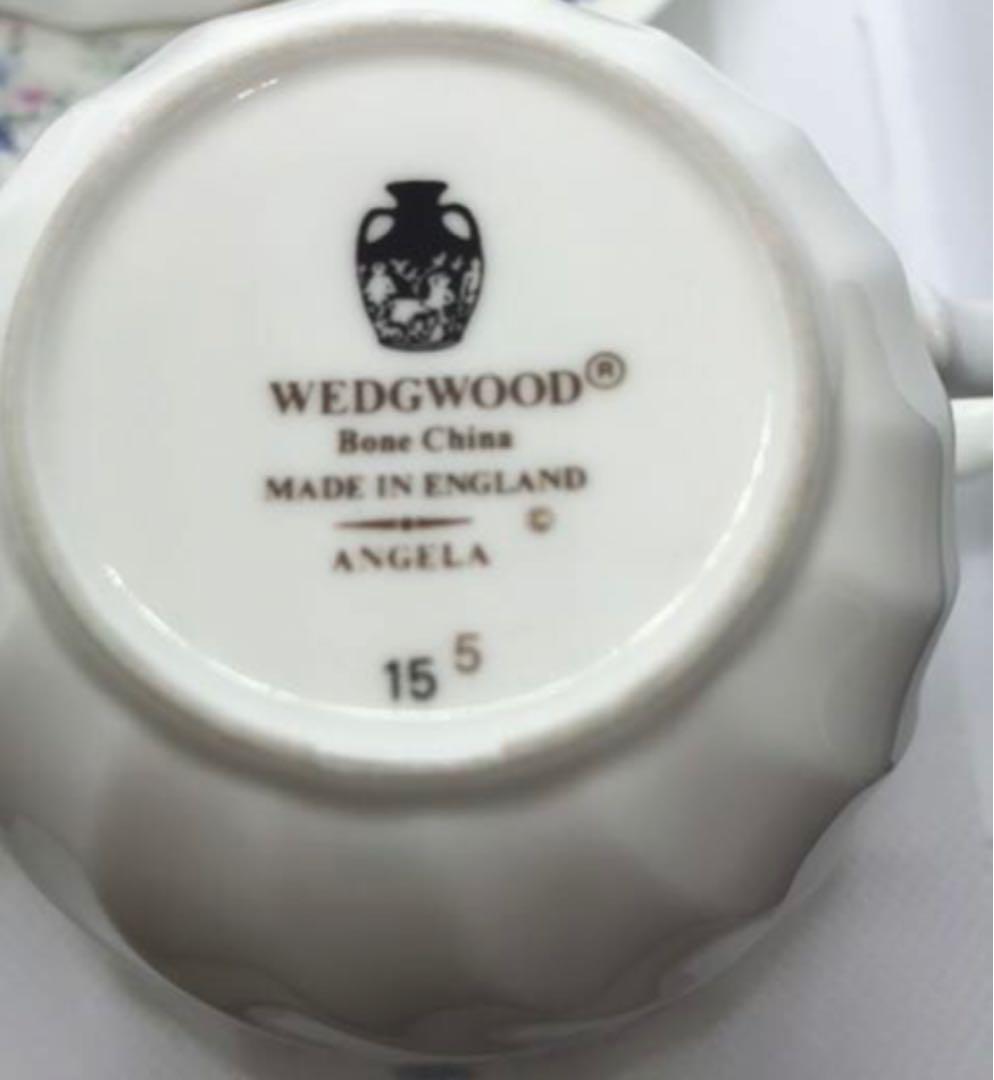 WEDGWOOD®
Bone China
MADE IN ENGLAND
©
ANGELA
15 5